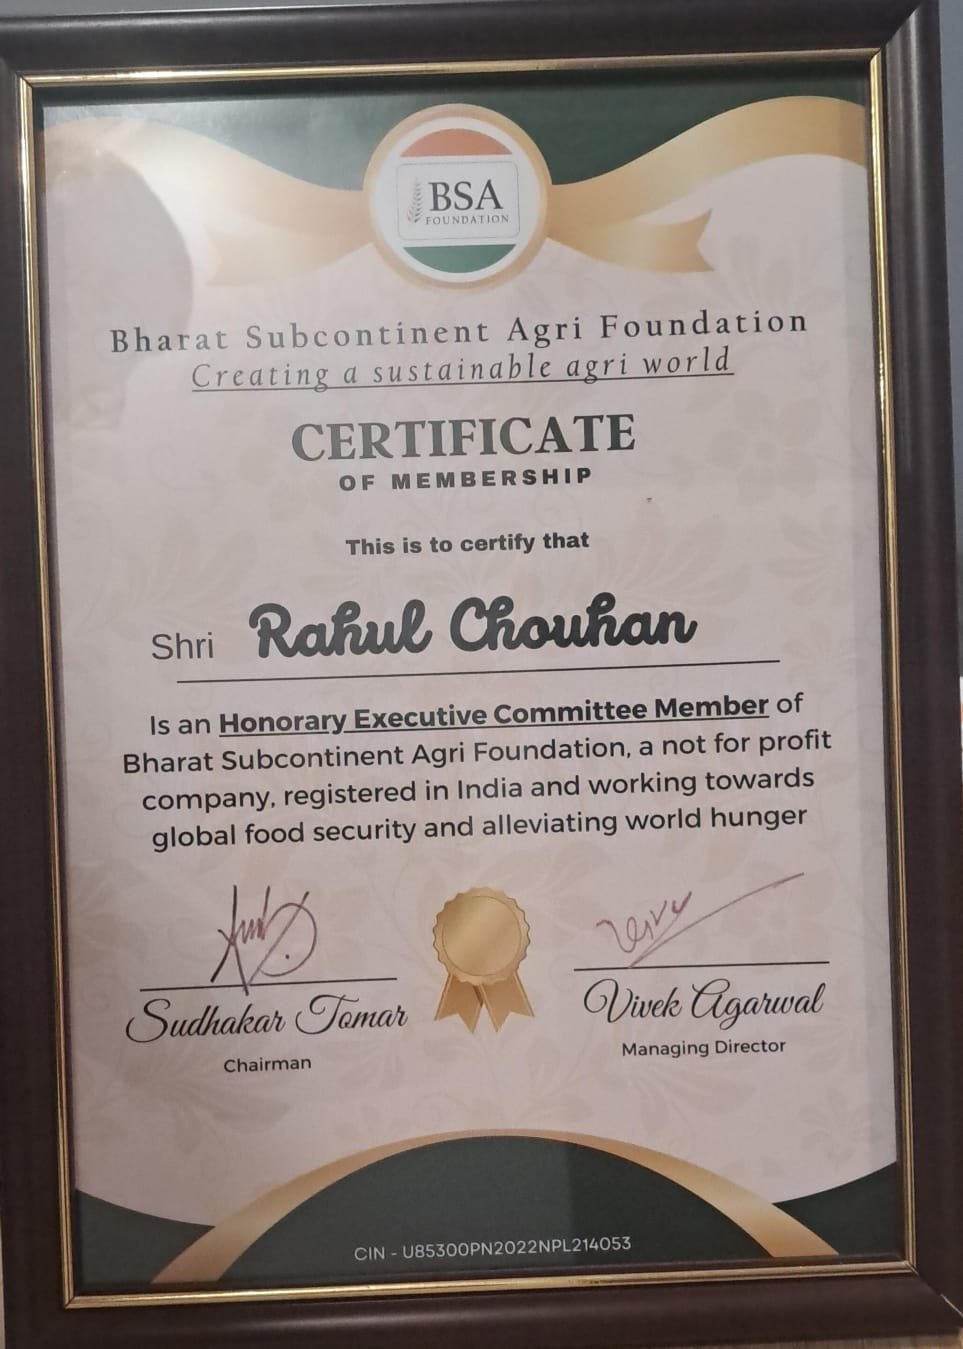 BSA
FOUNDATION
Bharat Subcontinent Agri Foundation
Creating a sustainable agri world
CERTIFICATE
OF MEMBERSHIP
This is to certify that
Shri Rahul Chouhan
Is an Honorary Executive Committee Member of
Bharat Subcontinent Agri Foundation, a not for profit
company, registered in India and working towards
global food security and alleviating world hunger
Sudhakar Tomar
Chairman
Vivek Agarwal
Managing Director
CIN - U85300PN2022NPL214053